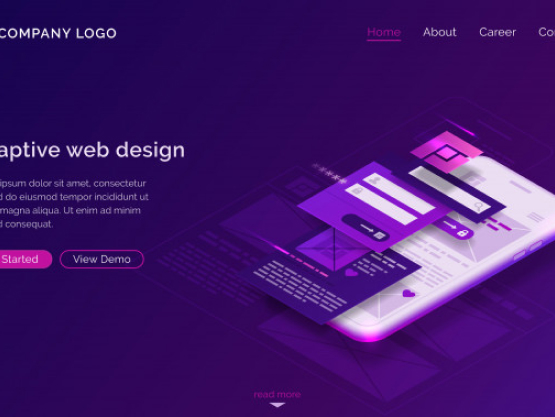 COMPANY LOGO
Home About Career Co
aptive web design
ipsum dolor sit amet, consectetur
d do eiusmod tempor incididunt ut
magna aliqua. Ut enim ad minim
d consequat.
Started View Demo
read more